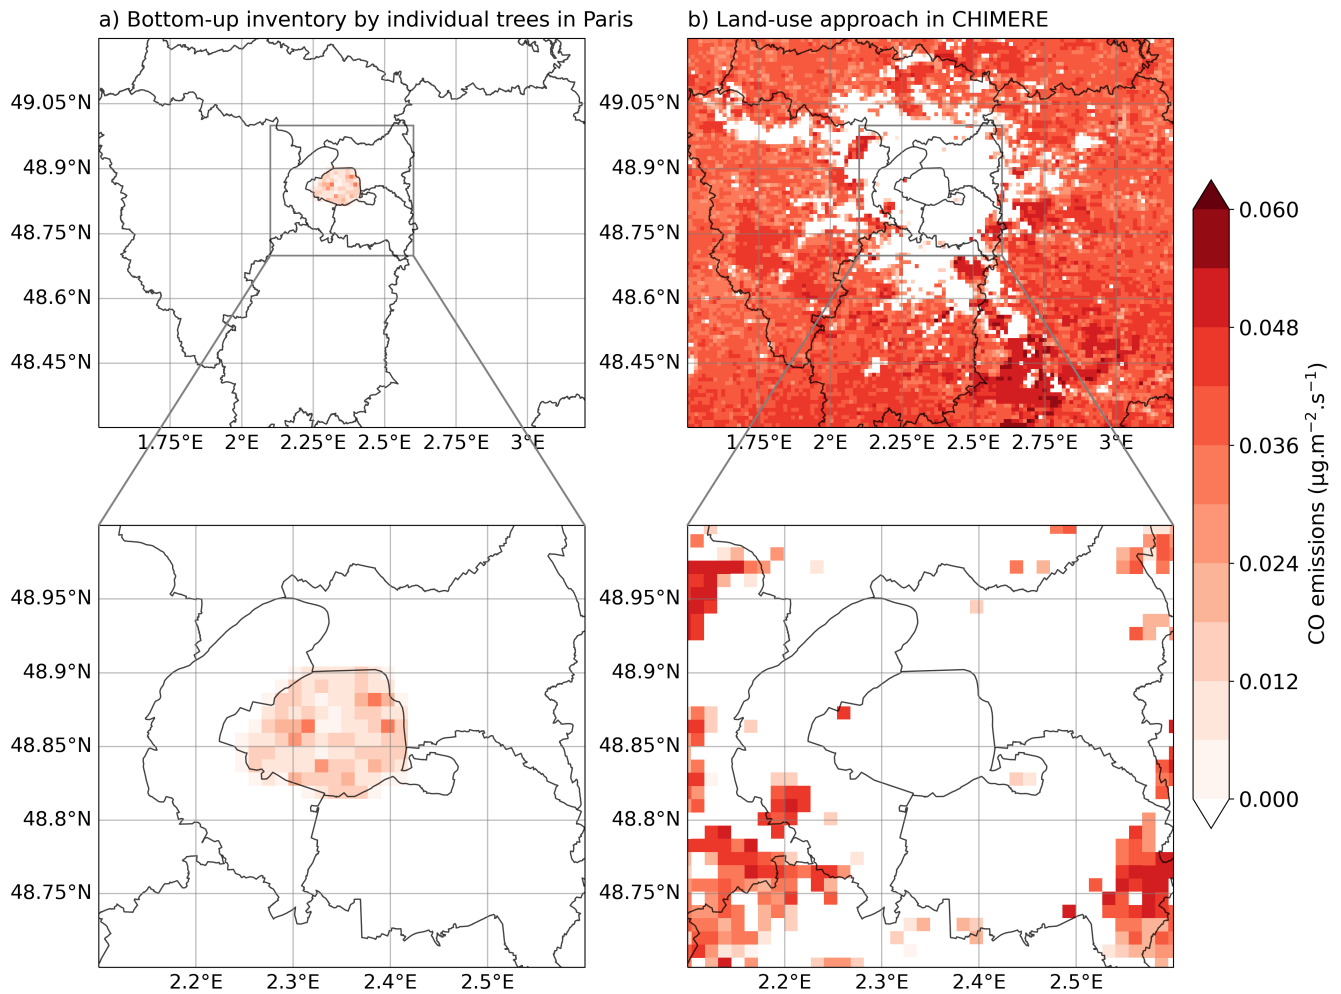 a) Bottom-up inventory by individual trees in Paris
b) Land-use approach in CHIMERE
49.05°N
48.9°N
48.75°N
48.6°N
48.45°N
1.75°E 2°E 2.25°E 2.5°E 2.75°E 3°E
49.05°N
48.9°N
48.75°N
48.6°N
48.45°N
1.75°E 2°E 2.25°E 2.5°E 2.75°E 3°E
48.95°N
48.9°N
48.85°N
48.8°N
48.75°N
2.2°E 2.3°E 2.4°E 2.5°E
48.95°N
48.9°N
48.85°N
48.8°N
48.75°N
2.2°E 2.3°E 2.4°E 2.5°E
0.060
0.048
0.036
0.024
0.012
0.000
CO emissions (µg.m⁻².s⁻¹)